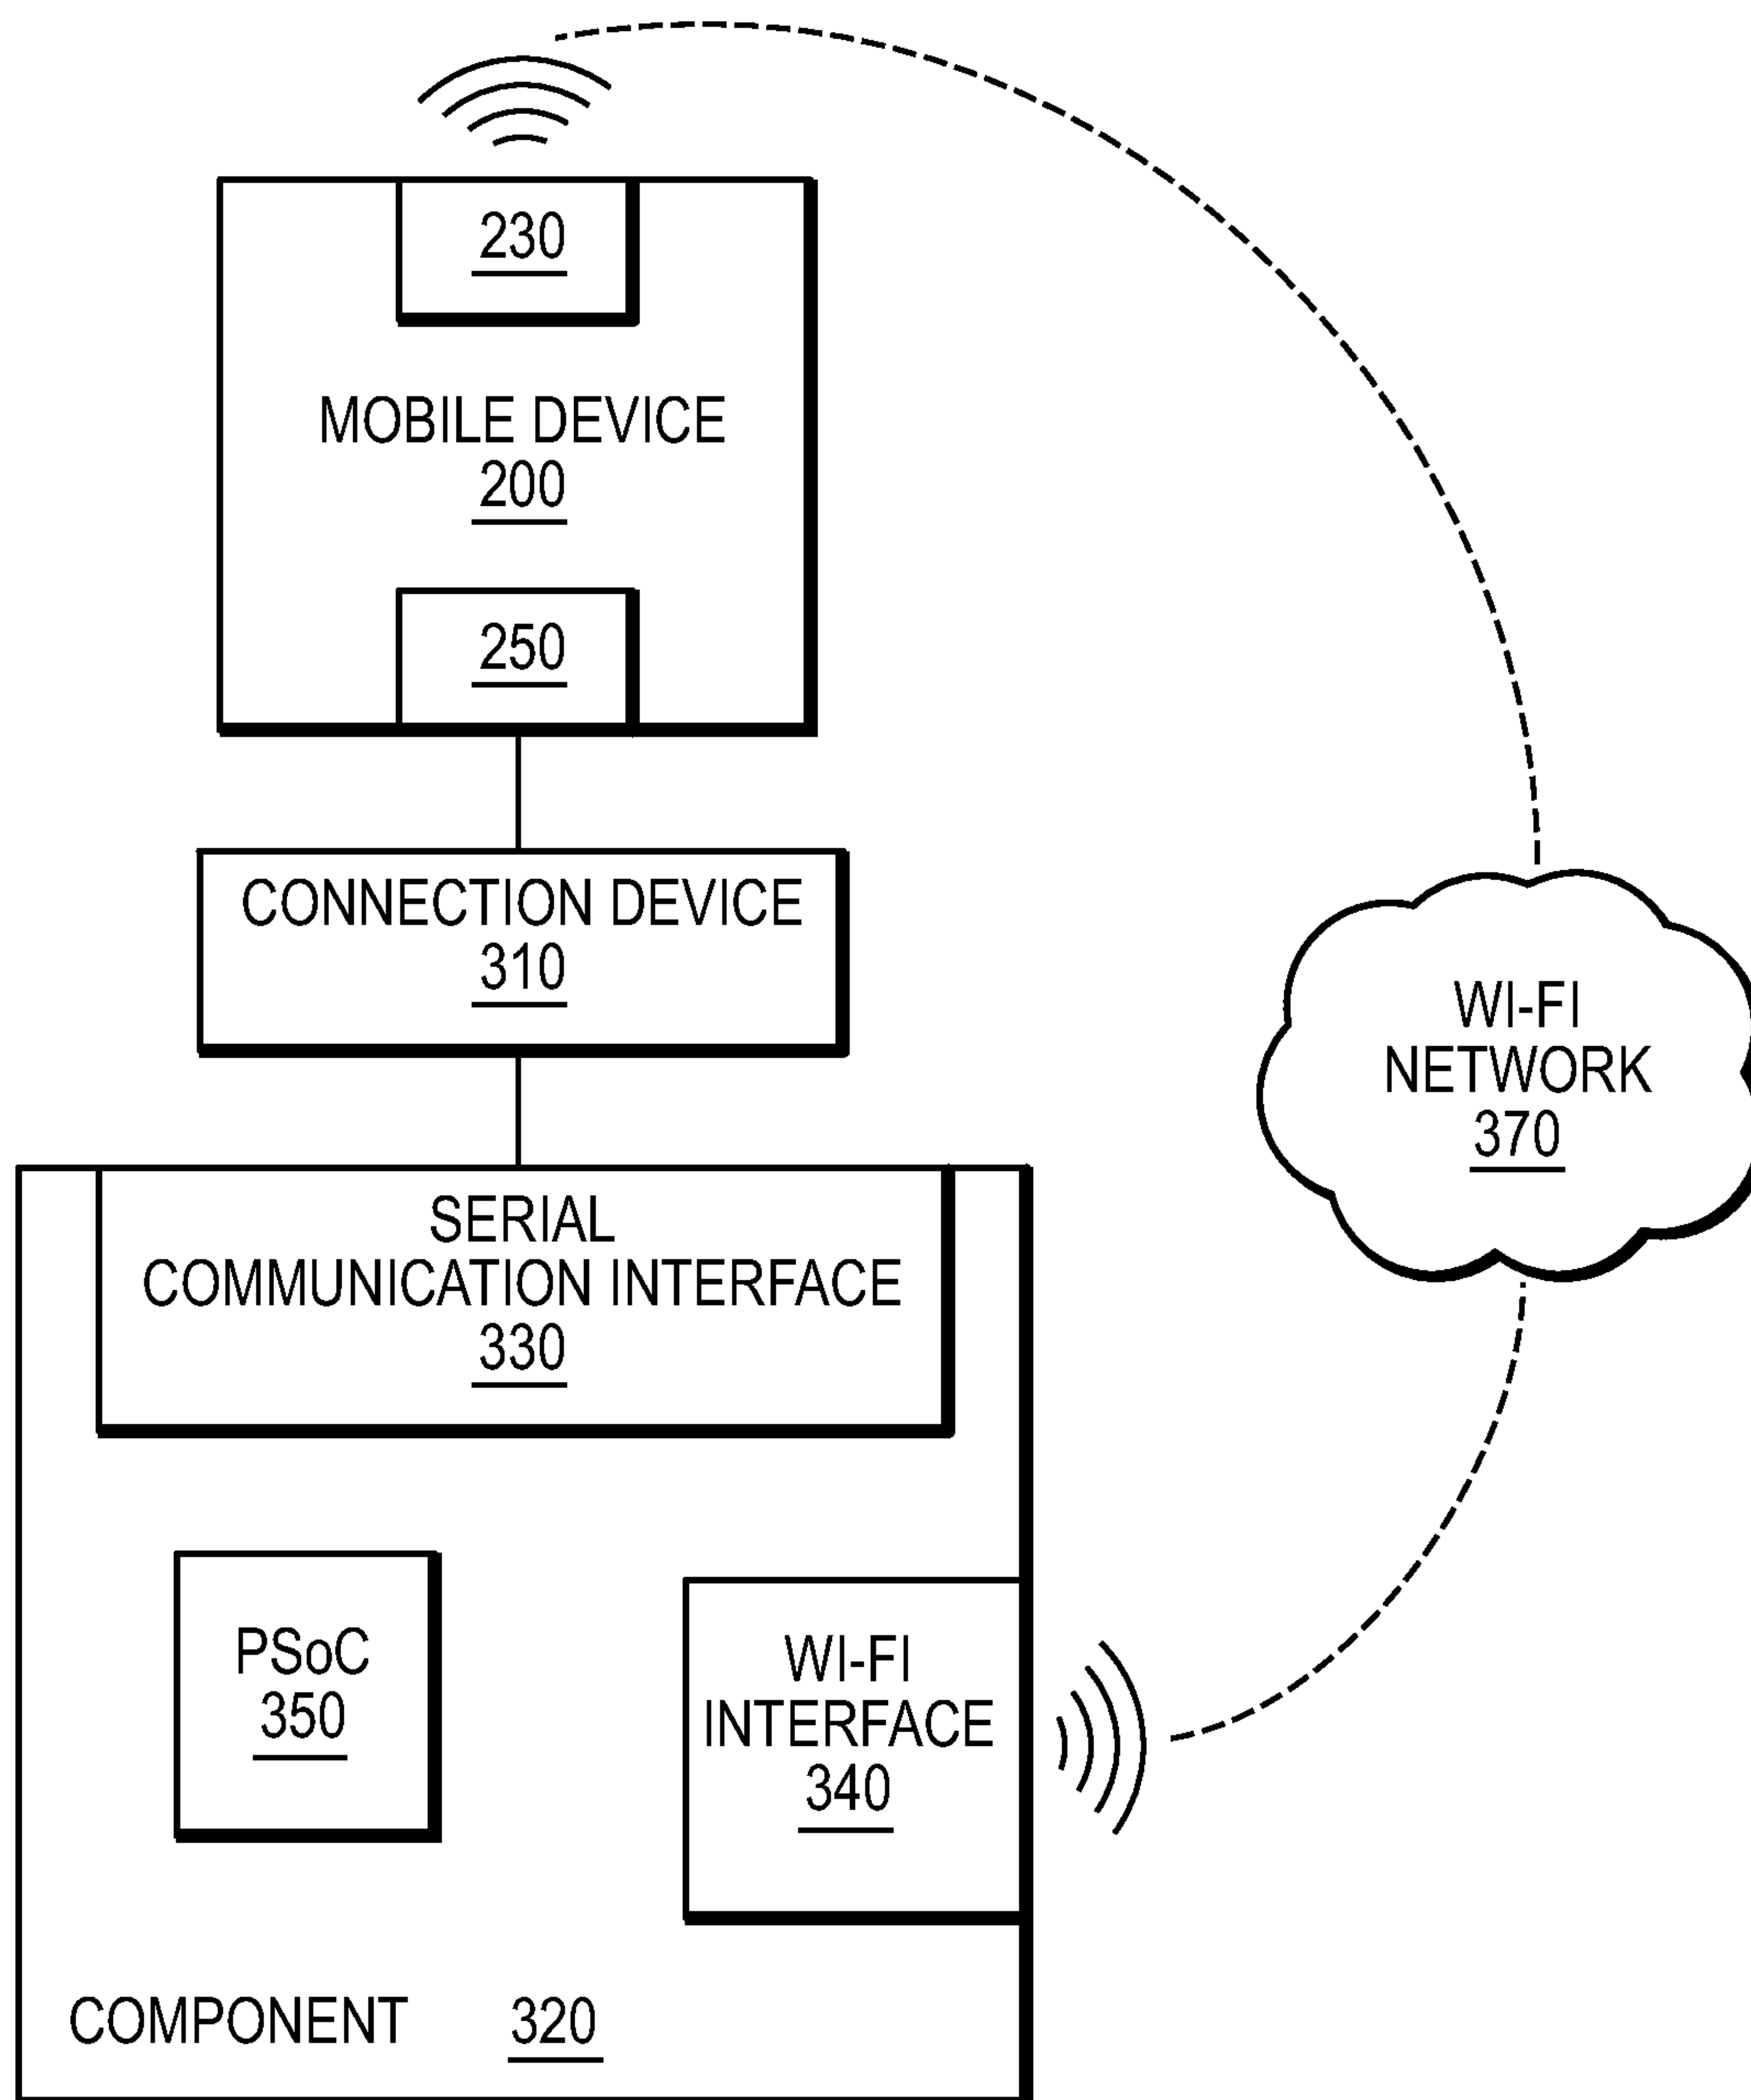 230
MOBILE DEVICE
200
250
CONNECTION DEVICE
310
WI-FI
NETWORK
370
SERIAL
COMMUNICATION INTERFACE
330
PSoC
350
WI-FI
INTERFACE
340
COMPONENT 320